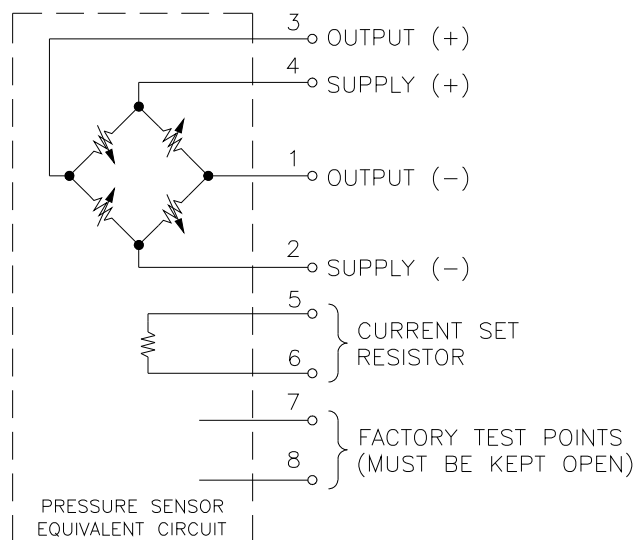 3 OUTPUT (+)
4 SUPPLY (+)
1 OUTPUT (-)
2 SUPPLY (-)
5
6
CURRENT SET
RESISTOR
7
8
FACTORY TEST POINTS
(MUST BE KEPT OPEN)
PRESSURE SENSOR
EQUIVALENT CIRCUIT